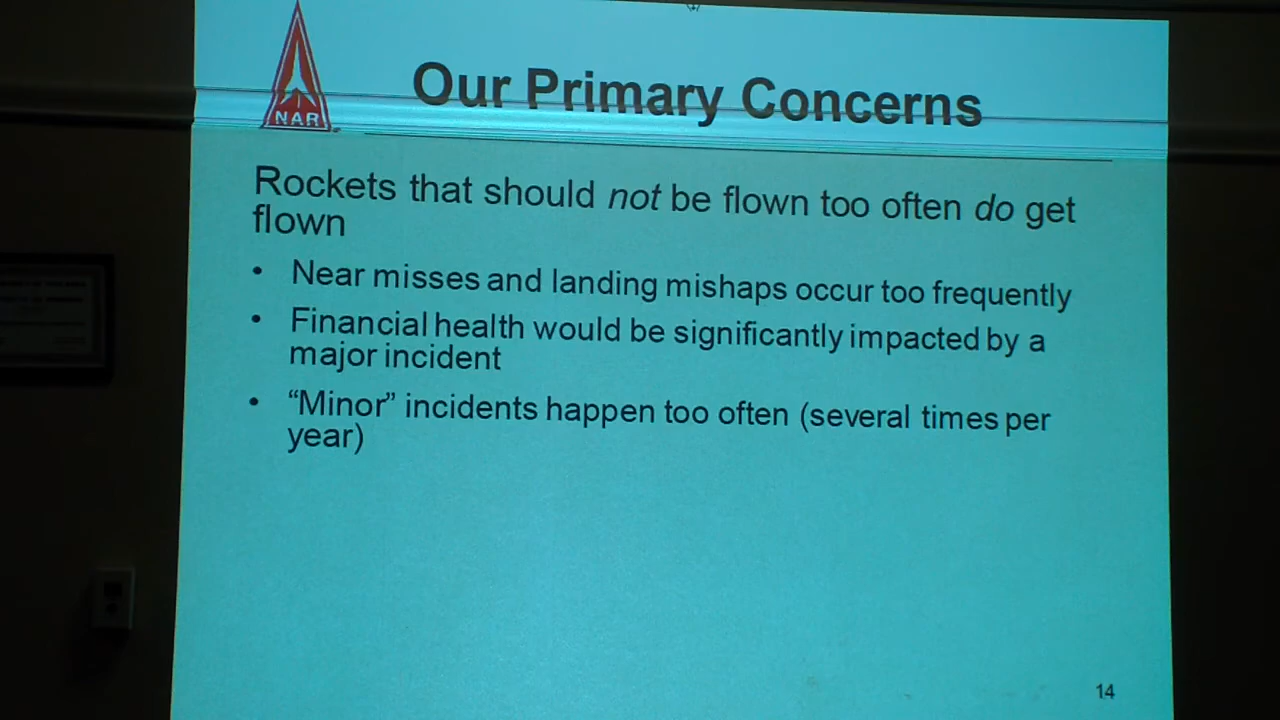 Our Primary Concerns
NAR
Rockets that should not be flown too often do get
flown
• Near misses and landing mishaps occur too frequently
• Financial health would be significantly impacted by a
major incident
• “Minor” incidents happen too often (several times per
year)
14